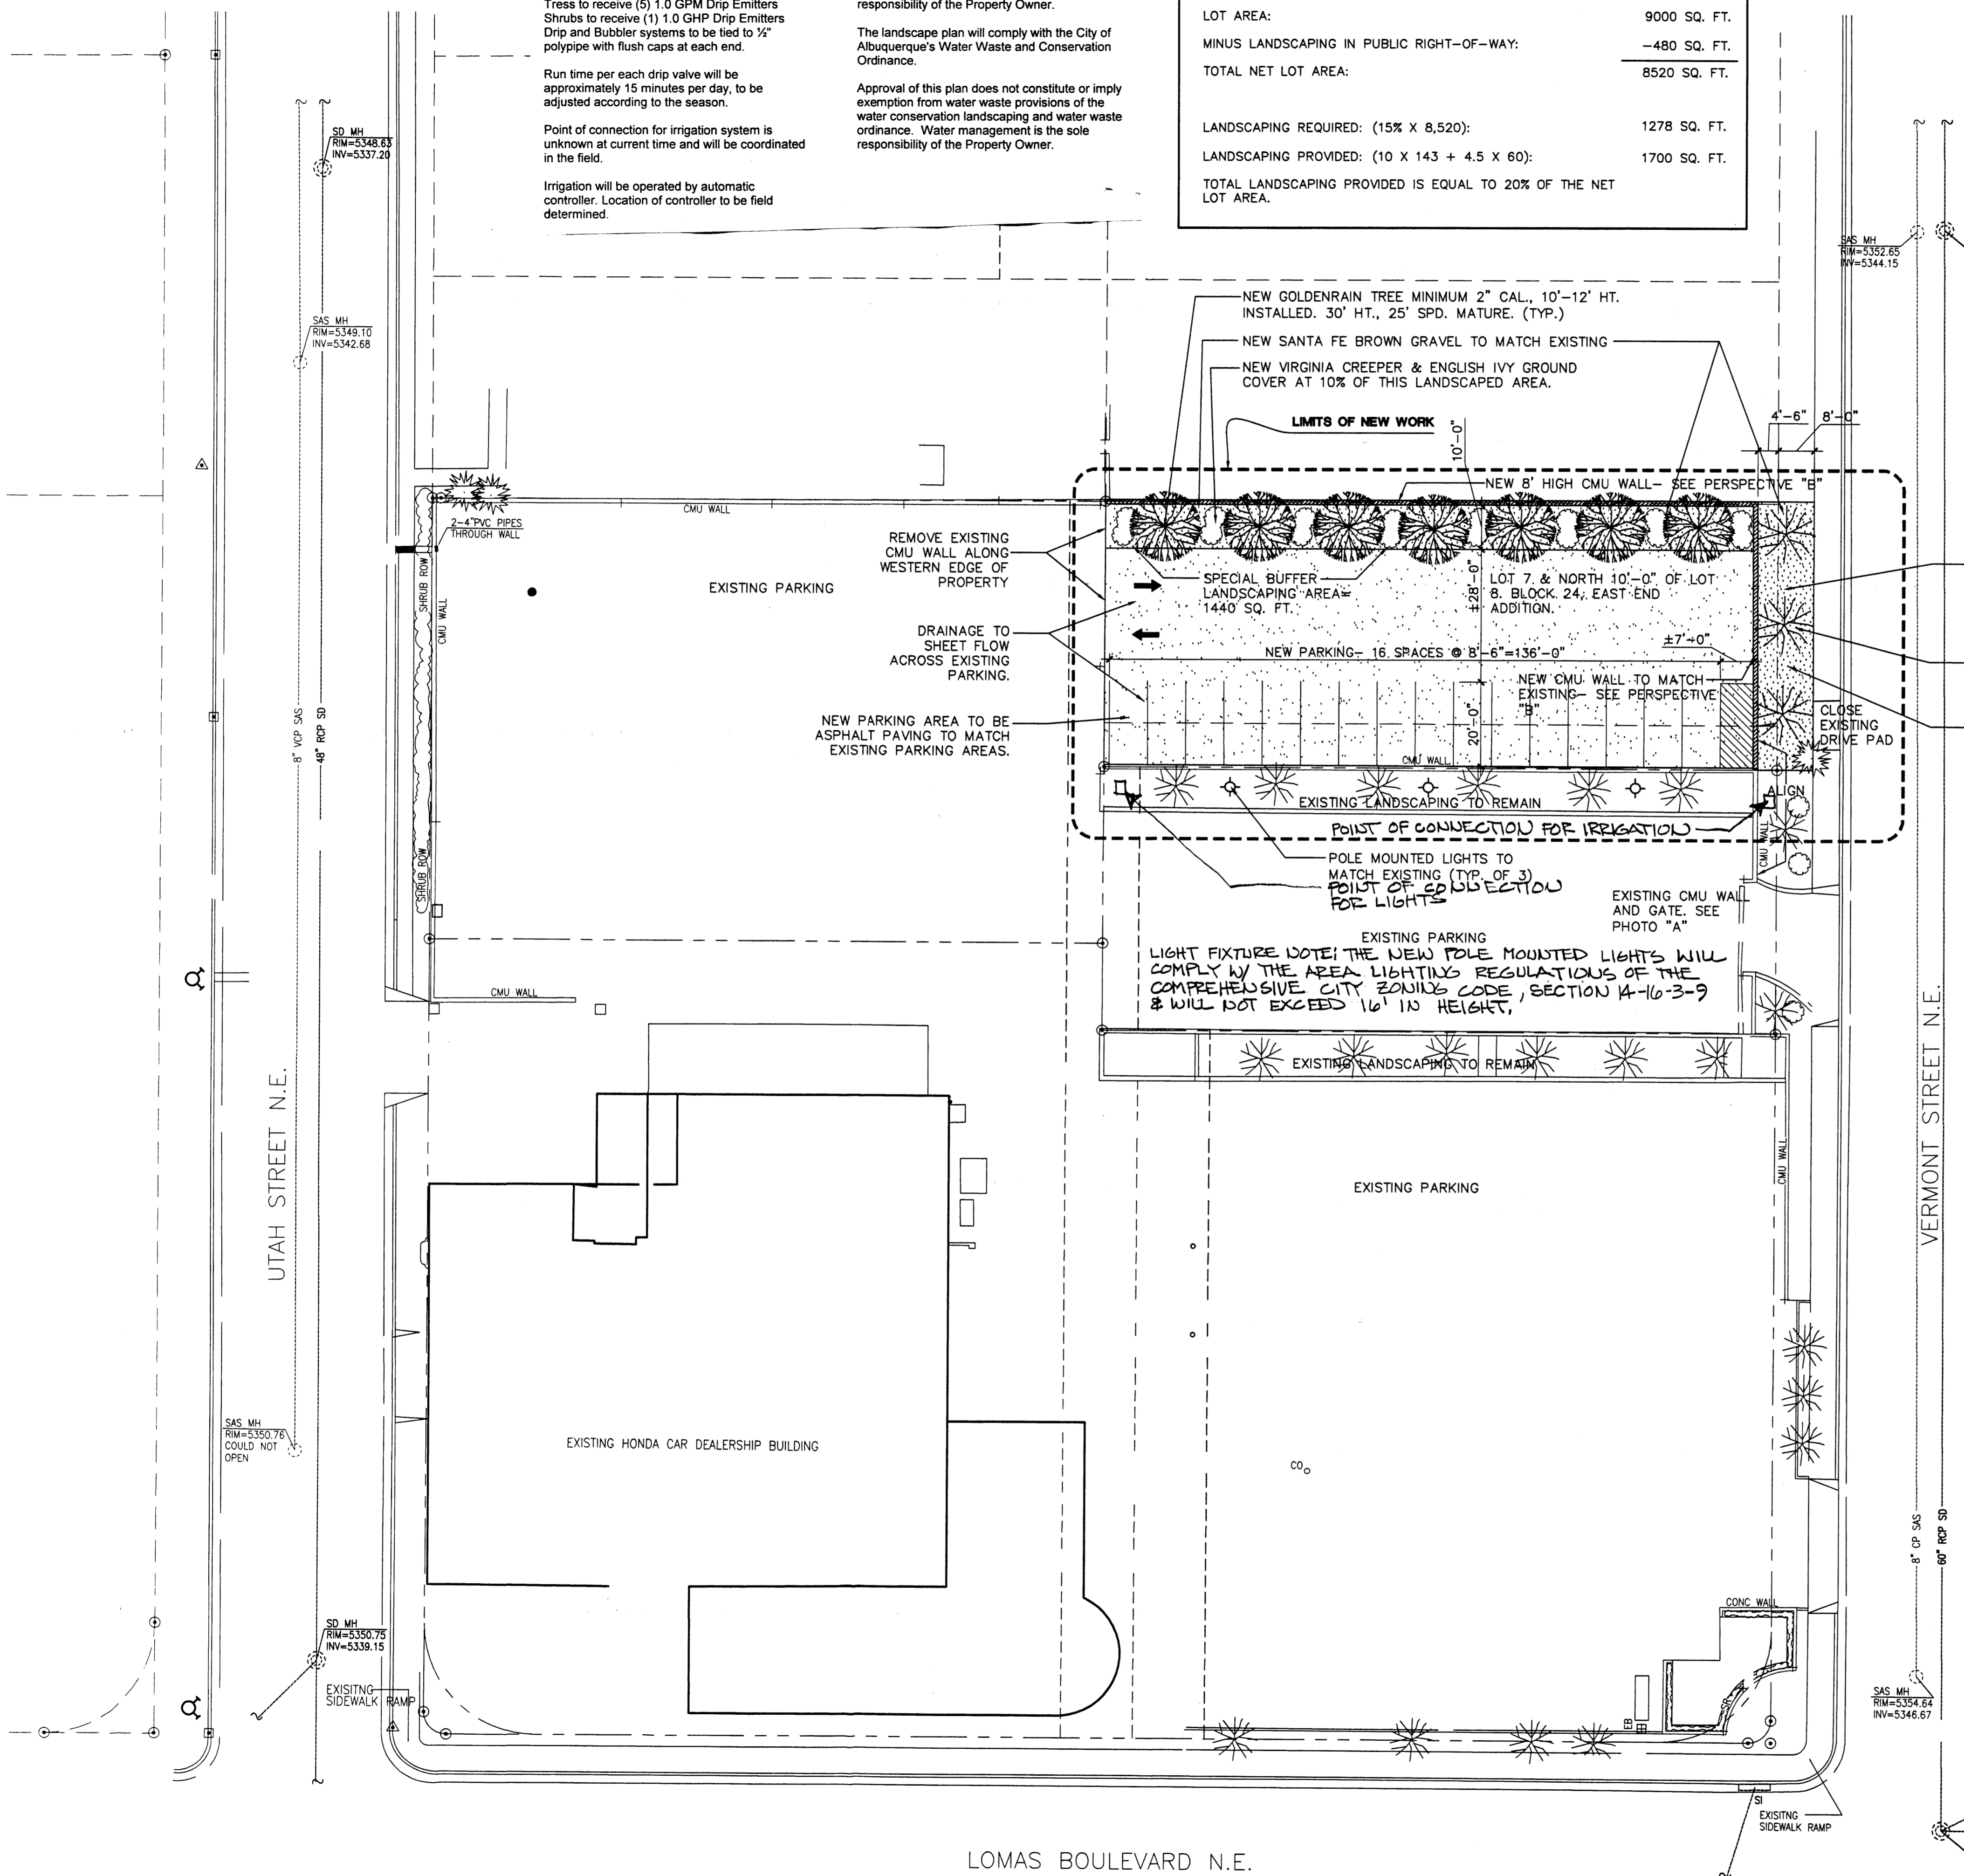 Tress to receive (5) 1.0 GPM Drip Emitters
Shrubs to receive (1) 1.0 GHP Drip Emitters
Drip and Bubbler systems to be tied to ½"
polypipe with flush caps at each end.
Run time per each drip valve will be
approximately 15 minutes per day, to be
adjusted according to the season.
Point of connection for irrigation system is
unknown at current time and will be coordinated
in the field.
Irrigation will be operated by automatic
controller. Location of controller to be field
determined.
responsibility of the Property Owner.
The landscape plan will comply with the City of
Albuquerque's Water Waste and Conservation
Ordinance.
Approval of this plan does not constitute or imply
exemption from water waste provisions of the
water conservation landscaping and water waste
ordinance. Water management is the sole
responsibility of the Property Owner.
LOT AREA: 9000 SQ. FT.
MINUS LANDSCAPING IN PUBLIC RIGHT-OF-WAY: -480 SQ. FT.
TOTAL NET LOT AREA: 8520 SQ. FT.
LANDSCAPING REQUIRED: (15% X 8,520): 1278 SQ. FT.
LANDSCAPING PROVIDED: (10 X 143 + 4.5 X 60): 1700 SQ. FT.
TOTAL LANDSCAPING PROVIDED IS EQUAL TO 20% OF THE NET
LOT AREA.
SD MH
RIM=5348.63
INV=5337.20
SAS MH
RIM=5349.10
INV=5342.68
SAS MH
RIM=5352.65
INV=5344.15
NEW GOLDENRAIN TREE MINIMUM 2" CAL., 10'-12' HT.
INSTALLED. 30' HT., 25' SPD. MATURE. (TYP.)
NEW SANTA FE BROWN GRAVEL TO MATCH EXISTING
NEW VIRGINIA CREEPER & ENGLISH IVY GROUND
COVER AT 10% OF THIS LANDSCAPED AREA.
LIMITS OF NEW WORK
10'-0"
4'-6"
8'-0"
NEW 8' HIGH CMU WALL- SEE PERSPECTIVE "B"
CMU WALL
2-4"PVC PIPES
THROUGH WALL
SHRUB ROW
CMU WALL
EXISTING PARKING
REMOVE EXISTING
CMU WALL ALONG
WESTERN EDGE OF
PROPERTY
SPECIAL BUFFER
LANDSCAPING AREA=
1440 SQ. FT.
±28'-0"
LOT 7. & NORTH 10'-0" OF LOT
8. BLOCK 24, EAST END
ADDITION.
DRAINAGE TO
SHEET FLOW
ACROSS EXISTING
PARKING.
±7'-0"
NEW PARKING- 16 SPACES @ 8'-6"=136'-0"
NEW CMU WALL TO MATCH
EXISTING- SEE PERSPECTIVE
"B"
20'-0"
NEW PARKING AREA TO BE
ASPHALT PAVING TO MATCH
EXISTING PARKING AREAS.
CLOSE
EXISTING
DRIVE PAD
CMU WALL
ALIGN
EXISTING LANDSCAPING TO REMAIN
POINT OF CONNECTION FOR IRRIGATION
CMU WALL
POLE MOUNTED LIGHTS TO
MATCH EXISTING (TYP. OF 3)
POINT OF CONNECTION
FOR LIGHTS
EXISTING CMU WALL
AND GATE. SEE
PHOTO "A"
8" VCP SAS
48" RCP SD
SHRUB ROW
EXISTING PARKING
LIGHT FIXTURE NOTE: THE NEW POLE MOUNTED LIGHTS WILL
COMPLY W/ THE AREA LIGHTING REGULATIONS OF THE
COMPREHENSIVE CITY ZONING CODE, SECTION 14-16-3-9
& WILL NOT EXCEED 16' IN HEIGHT.
CMU WALL
EXISTING LANDSCAPING TO REMAIN
UTAH STREET N.E.
VERMONT STREET N.E.
CMU WALL
EXISTING PARKING
SAS MH
RIM=5350.76
COULD NOT
OPEN
EXISTING HONDA CAR DEALERSHIP BUILDING
CO
8" CP SAS
60" RCP SD
CONC WALL
SD MH
RIM=5350.75
INV=5339.15
EXISITNG
SIDEWALK RAMP
SAS MH
RIM=5354.64
INV=5346.67
EB
SR
SI
EXISITNG
SIDEWALK RAMP
LOMAS BOULEVARD N.E.